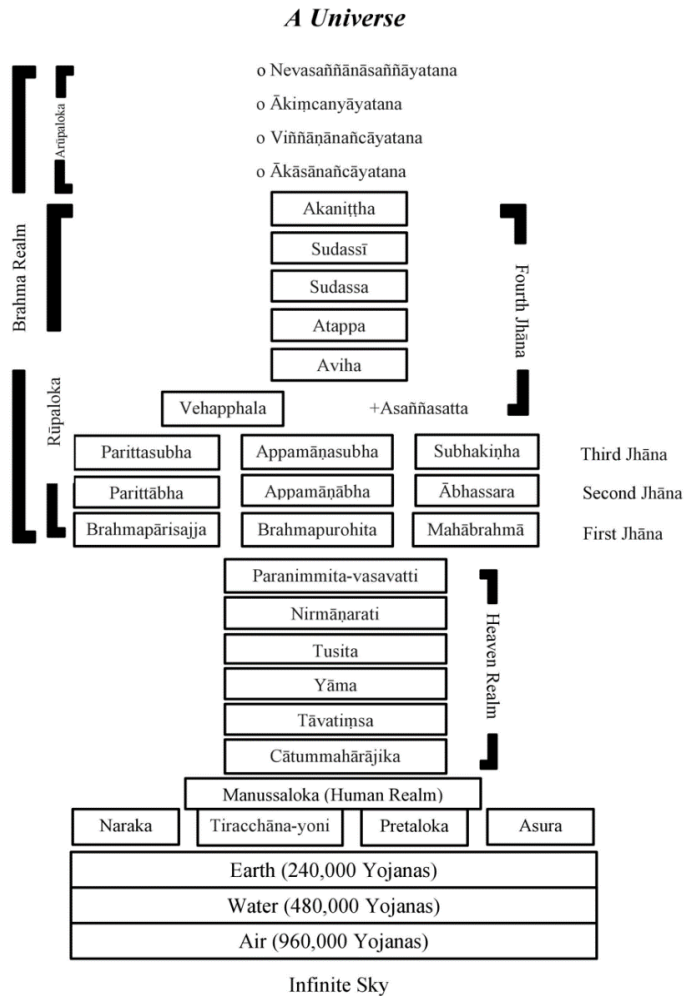 A Universe
o Nevasaññānāsaññāyatana
o Ākiṃcanyāyatana
o Viññāṇānañcāyatana
o Ākāsānañcāyatana
Arūpaloka
Brahma Realm
Akaniṭṭha
Sudassī
Sudassa
Atappa
Aviha
Fourth Jhāna
Vehapphala +Asaññasatta
Rūpaloka
Parittasubha Appamāṇasubha Subhakiṇha Third Jhāna
Parittābha Appamāṇābha Ābhassara Second Jhāna
Brahmapārisajja Brahmapurohita Mahābrahmā First Jhāna
Paranimmita-vasavatti
Nirmāṇarati
Tusita
Yāma
Tāvatiṃsa
Cātummahārājika
Heaven Realm
Manussaloka (Human Realm)
Naraka Tiracchāna-yoni Pretaloka Asura
Earth (240,000 Yojanas)
Water (480,000 Yojanas)
Air (960,000 Yojanas)
Infinite Sky